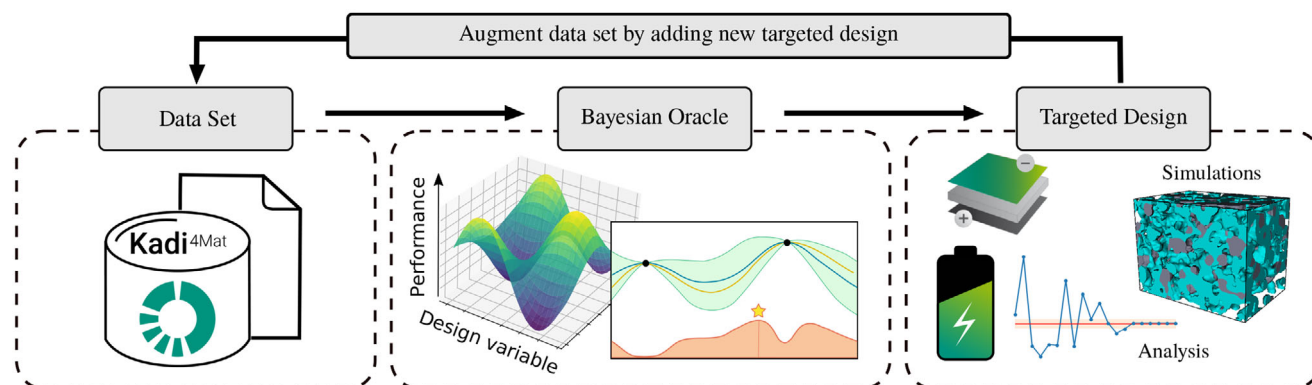 Augment data set by adding new targeted design
Data Set
Bayesian Oracle
Targeted Design
Kadi4Mat
Performance
Design variable
Simulations
Analysis